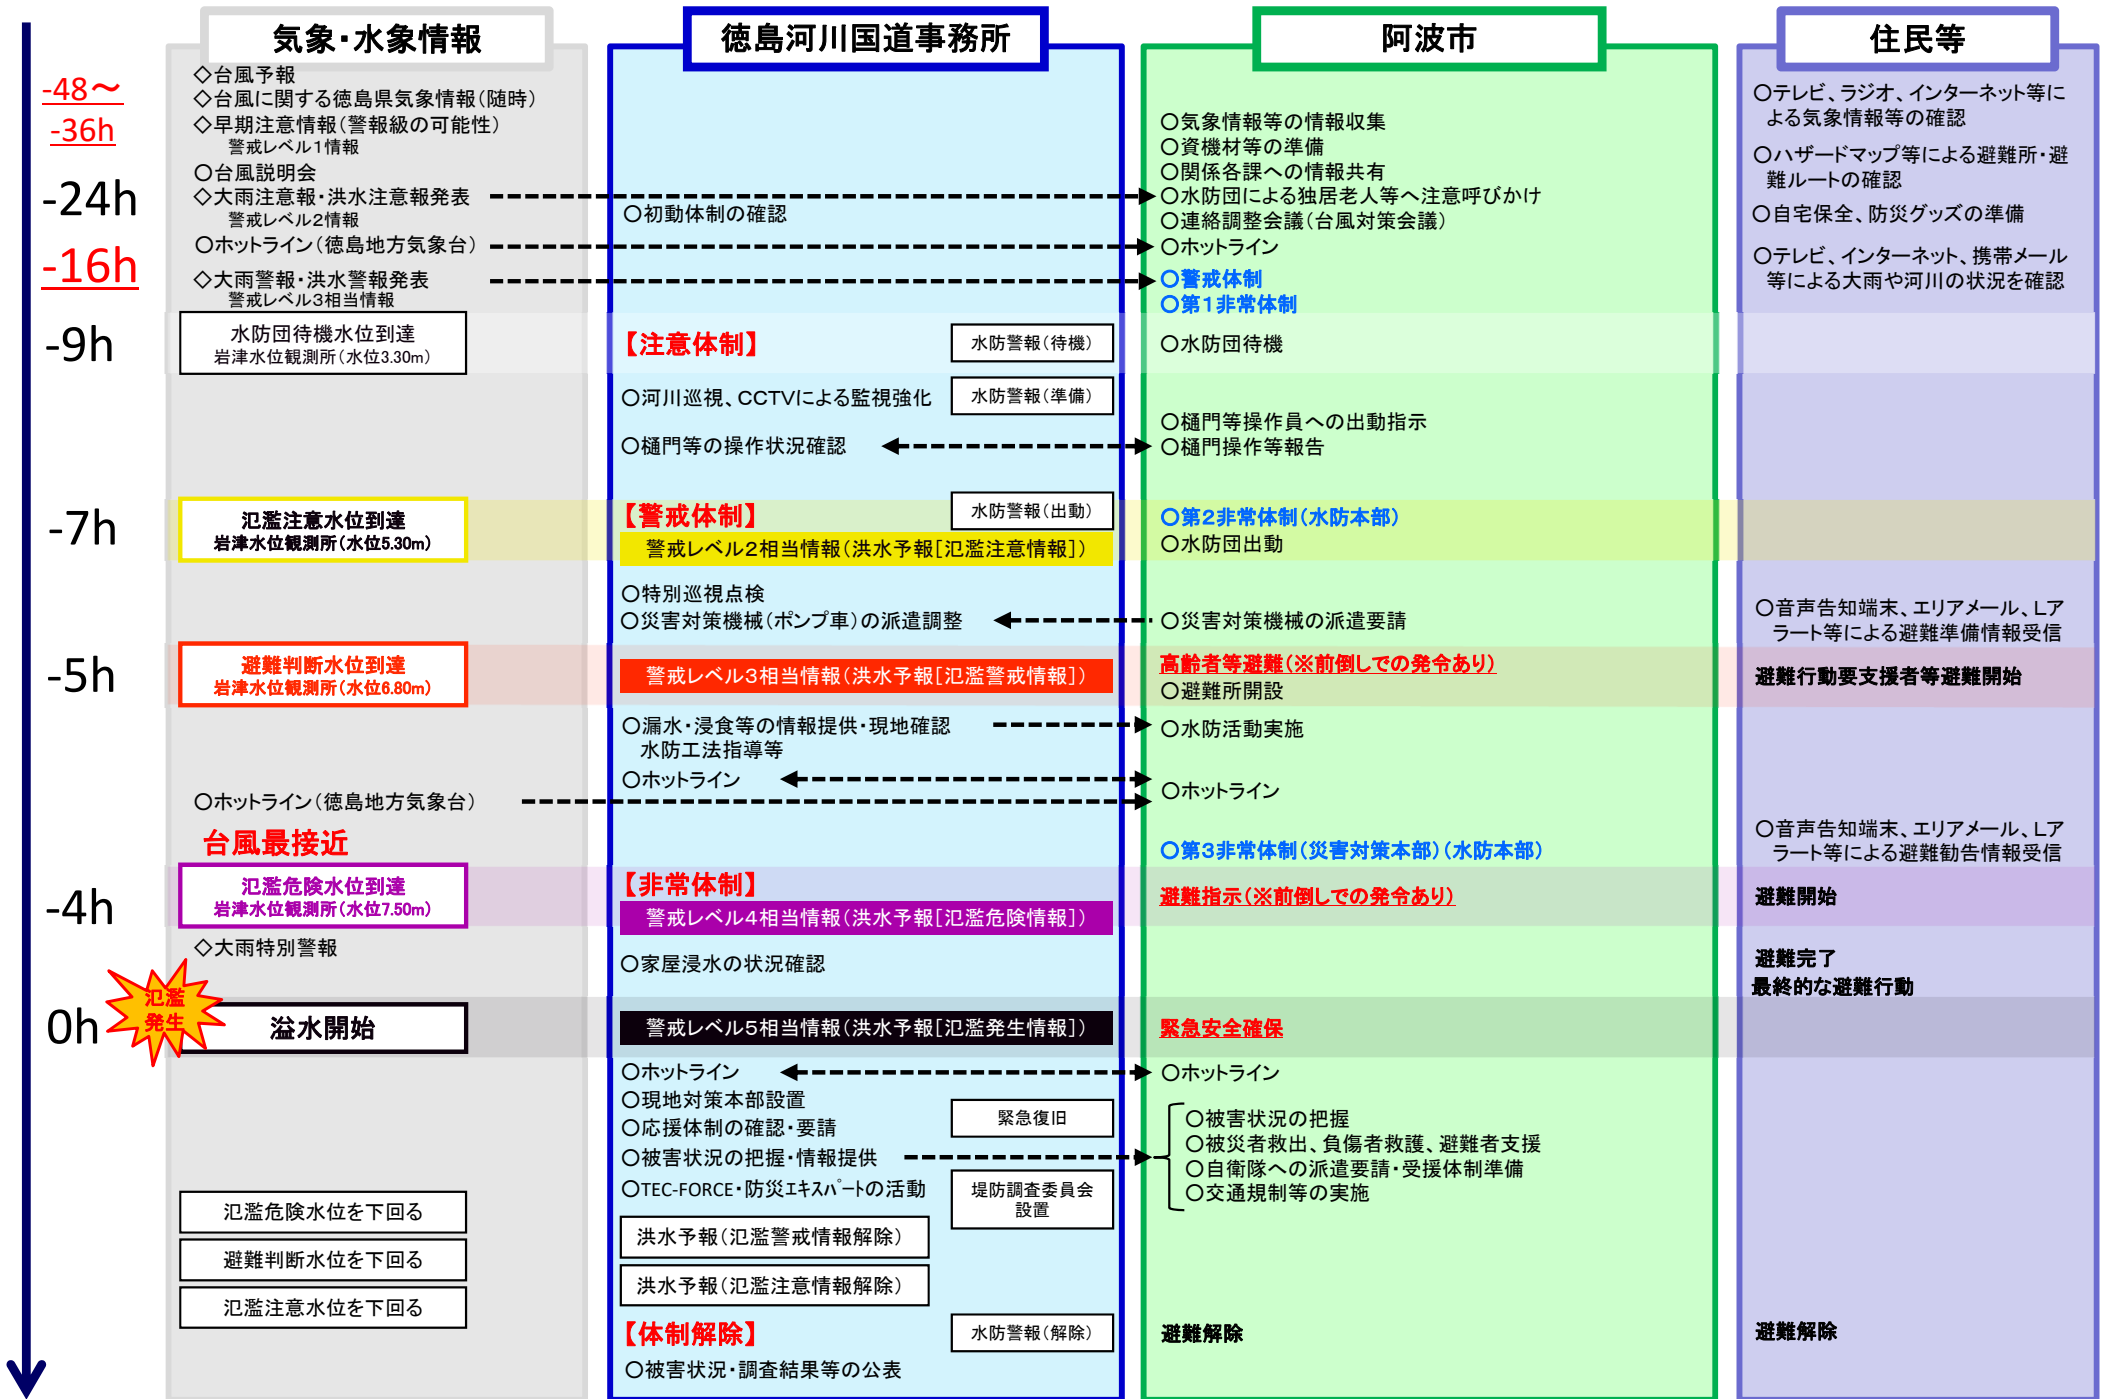 気象・水象情報
徳島河川国道事務所
阿波市
住民等
-48～
-36h
-24h
-16h
-9h
-7h
-5h
-4h
0h
◇台風予報
◇台風に関する徳島県気象情報（随時）
◇早期注意情報（警報級の可能性）
警戒レベル１情報
○台風説明会
◇大雨注意報・洪水注意報発表
警戒レベル２情報
○ホットライン（徳島地方気象台）
◇大雨警報・洪水警報発表
警戒レベル３相当情報
水防団待機水位到達
岩津水位観測所（水位3.30m）
氾濫注意水位到達
岩津水位観測所（水位5.30m）
避難判断水位到達
岩津水位観測所（水位6.80m）
○ホットライン（徳島地方気象台）
台風最接近
氾濫危険水位到達
岩津水位観測所（水位7.50m）
◇大雨特別警報
氾濫
発生
溢水開始
氾濫危険水位を下回る
避難判断水位を下回る
氾濫注意水位を下回る
○初動体制の確認
【注意体制】
水防警報（待機）
○河川巡視、CCTVによる監視強化
水防警報（準備）
○樋門等の操作状況確認
【警戒体制】
水防警報（出動）
警戒レベル２相当情報（洪水予報［氾濫注意情報］）
○特別巡視点検
○災害対策機械（ポンプ車）の派遣調整
警戒レベル３相当情報（洪水予報［氾濫警戒情報］）
○漏水・浸食等の情報提供・現地確認
水防工法指導等
○ホットライン
【非常体制】
警戒レベル４相当情報（洪水予報［氾濫危険情報］）
○家屋浸水の状況確認
警戒レベル５相当情報（洪水予報［氾濫発生情報］）
○ホットライン
○現地対策本部設置
○応援体制の確認・要請
緊急復旧
○被害状況の把握・情報提供
○TEC-FORCE・防災ｴｷｽﾊﾟｰﾄの活動
堤防調査委員会
設置
洪水予報（氾濫警戒情報解除）
洪水予報（氾濫注意情報解除）
【体制解除】
水防警報（解除）
○被害状況・調査結果等の公表
○気象情報等の情報収集
○資機材等の準備
○関係各課への情報共有
○水防団による独居老人等へ注意呼びかけ
○連絡調整会議（台風対策会議）
○ホットライン
○警戒体制
○第１非常体制
○水防団待機
○樋門等操作員への出動指示
○樋門操作等報告
○第２非常体制（水防本部）
○水防団出動
○災害対策機械の派遣要請
高齢者等避難（※前倒しでの発令あり）
○避難所開設
○水防活動実施
○ホットライン
○第３非常体制（災害対策本部）（水防本部）
避難指示（※前倒しでの発令あり）
緊急安全確保
○ホットライン
○被害状況の把握
○被災者救出、負傷者救護、避難者支援
○自衛隊への派遣要請・受援体制準備
○交通規制等の実施
避難解除
○テレビ、ラジオ、インターネット等に
よる気象情報等の確認
○ハザードマップ等による避難所・避
難ルートの確認
○自宅保全、防災グッズの準備
○テレビ、インターネット、携帯メール
等による大雨や河川の状況を確認
○音声告知端末、エリアメール、Lア
ラート等による避難準備情報受信
避難行動要支援者等避難開始
○音声告知端末、エリアメール、Lア
ラート等による避難勧告情報受信
避難開始
避難完了
最終的な避難行動
避難解除